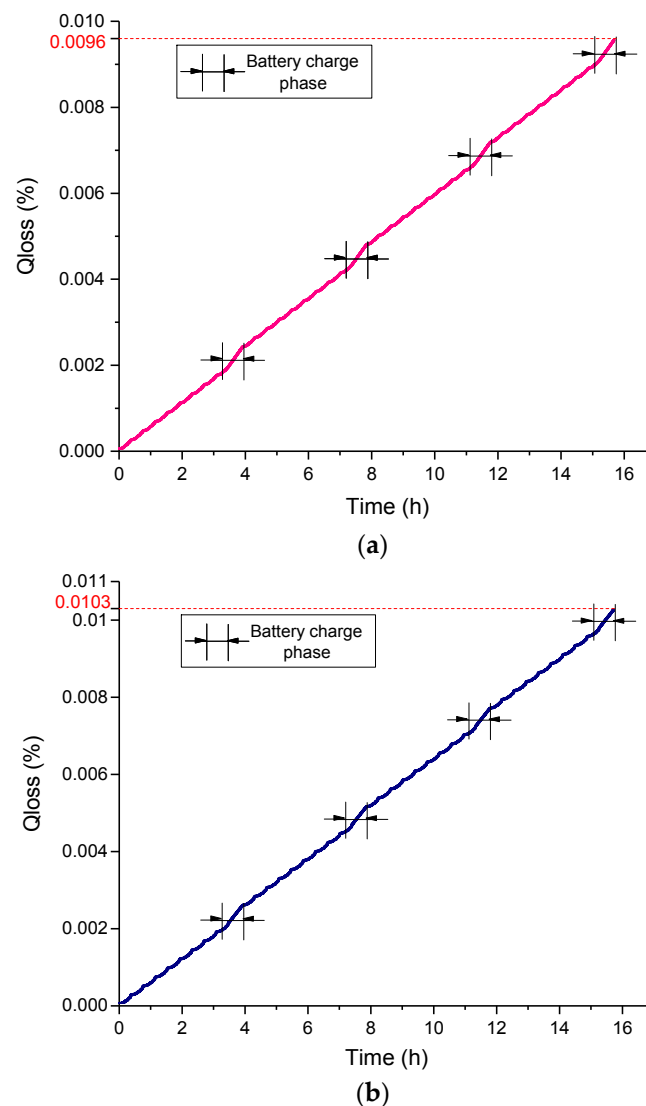 0.010
0.0096
0.008
0.006
0.004
0.002
0.000
Qloss (%)
Battery charge
phase
0 2 4 6 8 10 12 14 16
Time (h)
(a)
0.011
0.0103
0.01
0.008
0.006
0.004
0.002
0.000
Qloss (%)
Battery charge
phase
0 2 4 6 8 10 12 14 16
Time (h)
(b)